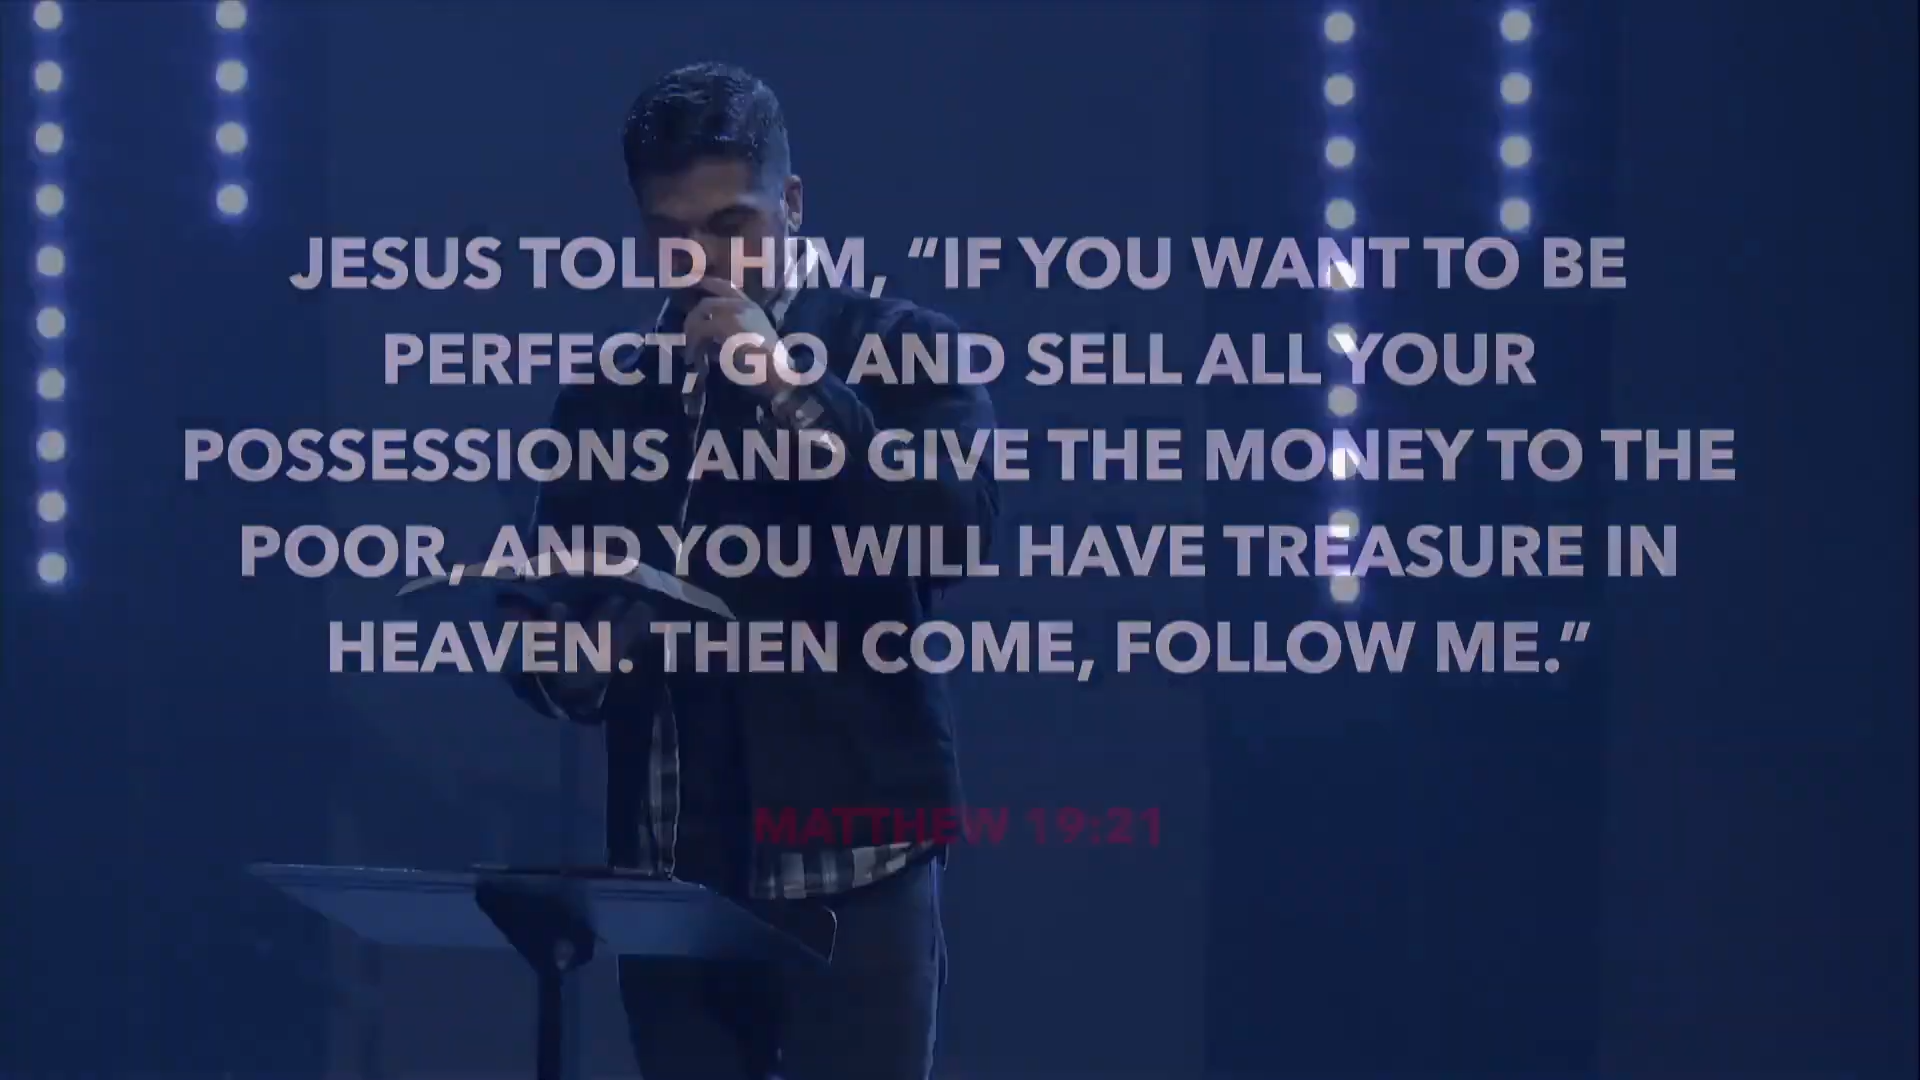 JESUS TOLD HIM, “IF YOU WANT TO BE
PERFECT, GO AND SELL ALL YOUR
POSSESSIONS AND GIVE THE MONEY TO THE
POOR, AND YOU WILL HAVE TREASURE IN
HEAVEN. THEN COME, FOLLOW ME.”
MATTHEW 19:21